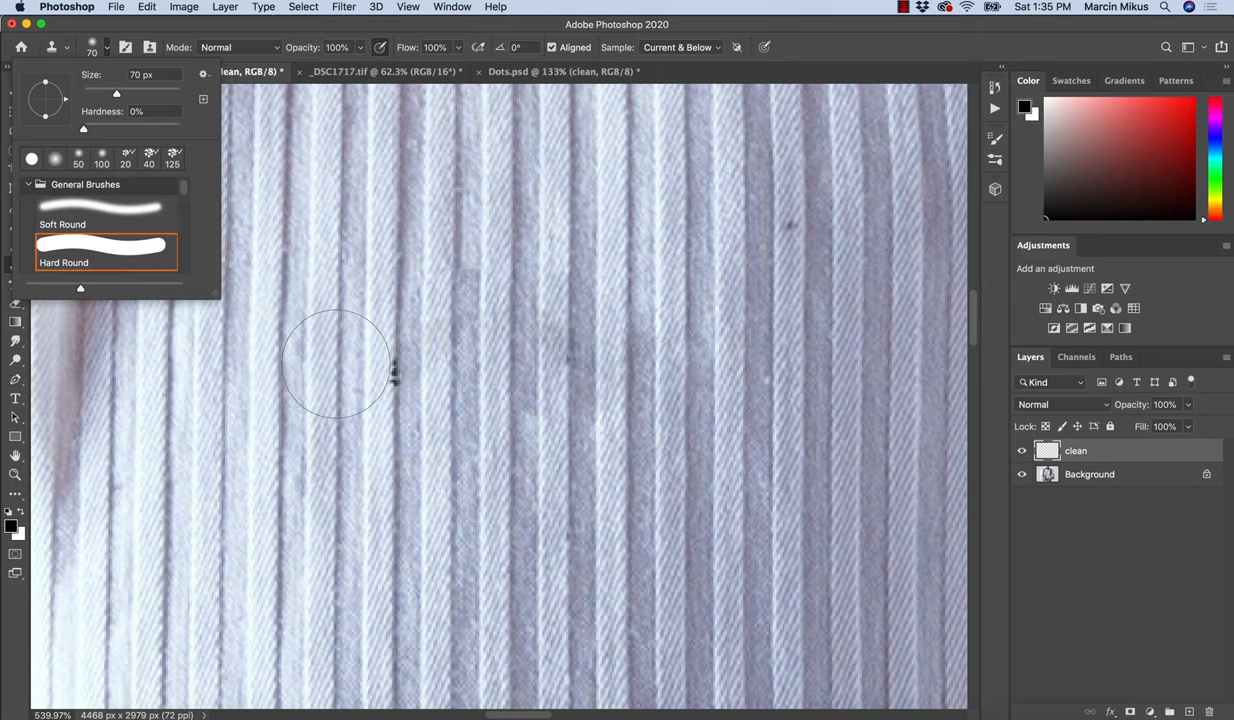 Photoshop File Edit Image Layer Type Select Filter 3D View Window Help Sat 1:35 PM Marcin Mikus
Adobe Photoshop 2020
70 Mode: Normal Opacity: 100% Flow: 100% 0° Aligned Sample: Current & Below
clean, RGB/8) * × _DSC1717.tif @ 62.3% (RGB/16*) * × Dots.psd @ 133% (clean, RGB/8) *
Size: 70 px
Hardness: 0%
50 100 20 40 125
General Brushes
Soft Round
Hard Round
Color Swatches Gradients Patterns
Adjustments
Add an adjustment
Layers Channels Paths
Kind
Normal Opacity: 100%
Lock: Fill: 100%
clean
Background
539.97% 4468 px x 2979 px (72 ppi)